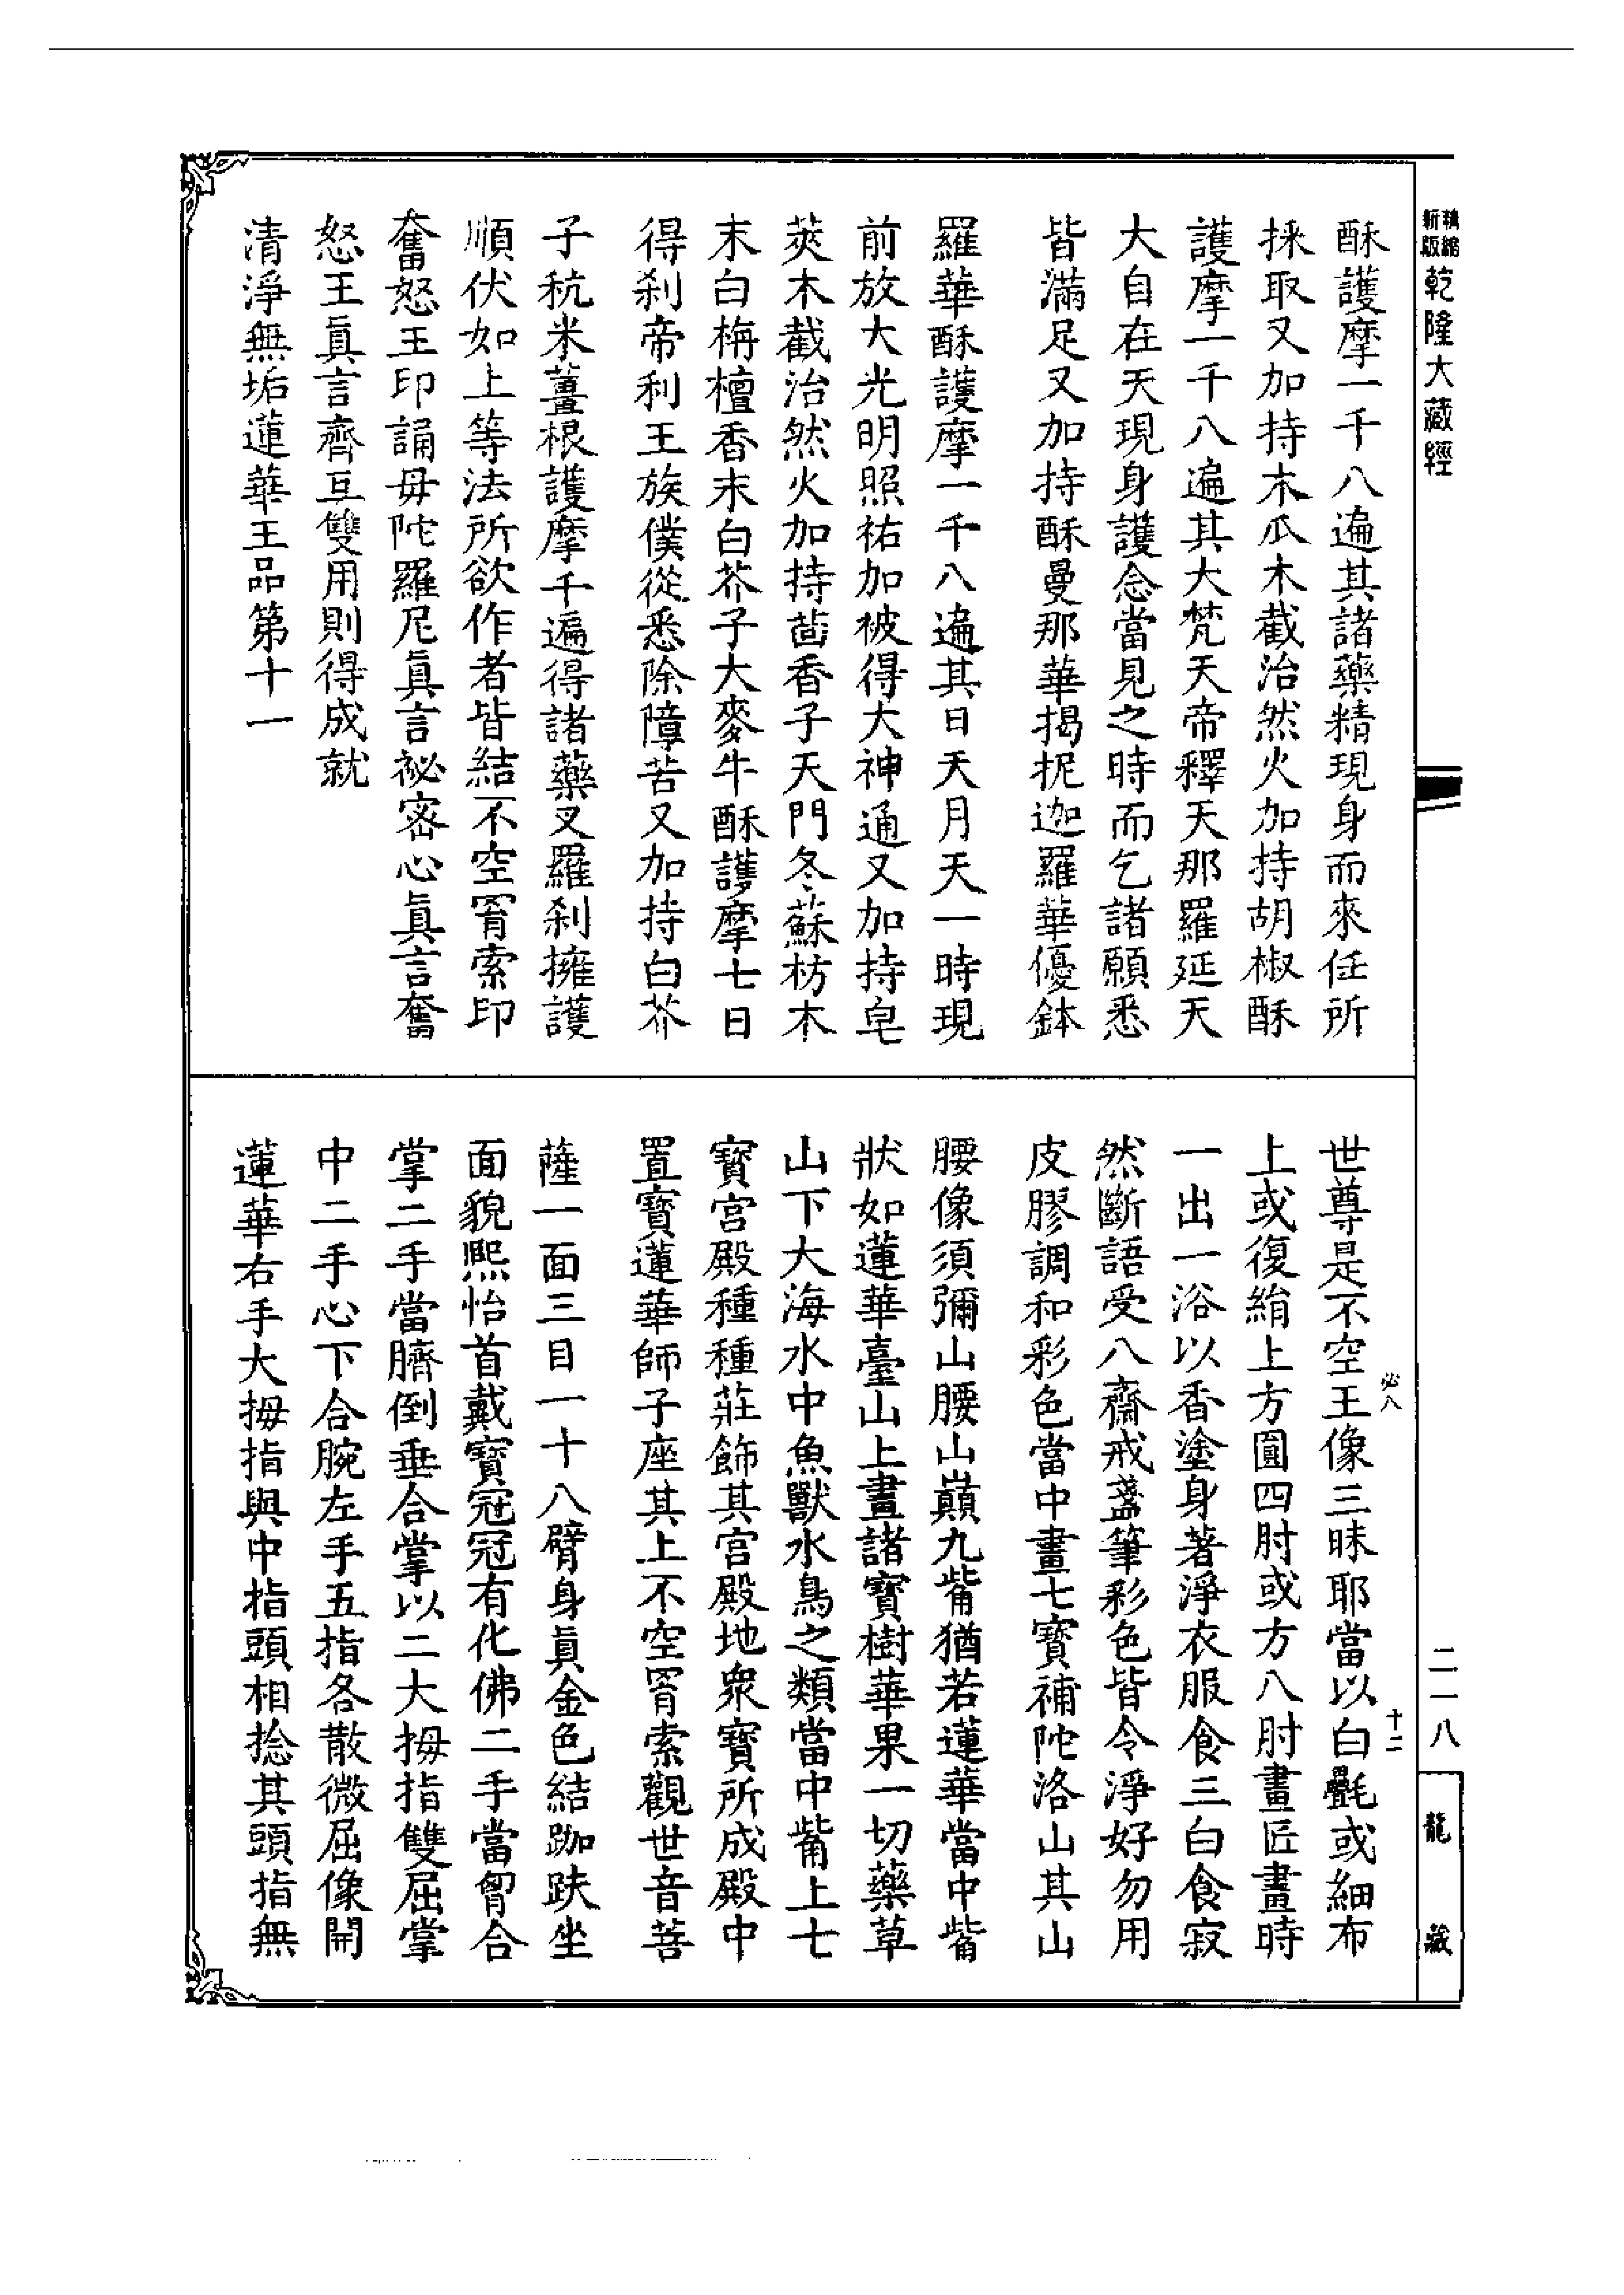 新縮
版
乾隆大藏經
酥護摩一千八遍其諸藥精現身而來任所
採取又加持木瓜木截治然火加持胡椒酥
護摩一千八遍其大梵天帝釋天那羅延天
大自在天現身護念當見之時而乞諸願悉
皆滿足又加持酥曼那華揭抳迦羅華優鉢
羅華酥護摩一千八遍其日天月天一時現
前放大光明照祐加被得大神通又加持皂
莢木截治然火加持茴香子天門冬蘇枋木
末白栴檀香末白芥子大麥牛酥護摩七日
得刹帝利王族僕從悉除障苦又加持白芥
子秔米薑根護摩千遍得諸藥叉羅刹擁護
順伏如上等法所欲作者皆結不空罥索印
奮怒王印誦母陀羅尼眞言祕密心眞言奮
怒王眞言齊互雙用則得成就
清淨無垢蓮華王品第十一
世尊是不空王像三昧耶當以白㲲或細布
上或復絹上方圓四肘或方八肘畫匠畫時
一出一浴以香塗身著淨衣服食三白食寂
然斷語受八齋戒盞筆彩色皆令淨好勿用
皮膠調和彩色當中畫七寶補陀洛山其山
腰像須彌山腰山巔九觜猶若蓮華當中觜
狀如蓮華臺山上畫諸寶樹華果一切藥草
山下大海水中魚獸水鳥之類當中觜上七
寶宮殿種種莊飾其宮殿地衆寶所成殿中
置寶蓮華師子座其上不空罥索觀世音菩
薩一面三目一十八臂身眞金色結跏趺坐
面貌熙怡首戴寶冠冠有化佛二手當胷合
掌二手當臍倒垂合掌以二大拇指雙屈掌
中二手心下合腕左手五指各散微屈像開
蓮華右手大拇指與中指頭相捻其頭指無
必八
十二
二一八
龍藏